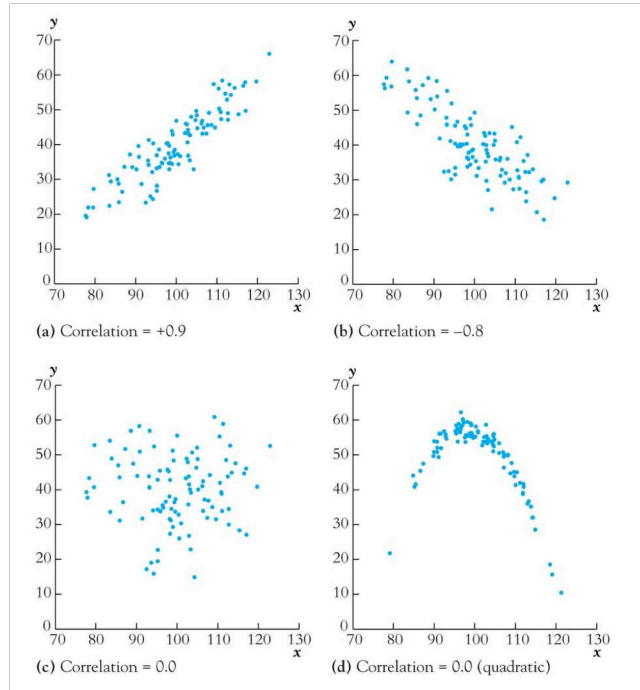 y
70
60
50
40
30
20
10
0
70 80 90 100 110 120 130
x
(a) Correlation = +0.9
y
70
60
50
40
30
20
10
0
70 80 90 100 110 120 130
x
(b) Correlation = –0.8
y
70
60
50
40
30
20
10
0
70 80 90 100 110 120 130
x
(c) Correlation = 0.0
y
70
60
50
40
30
20
10
0
70 80 90 100 110 120 130
x
(d) Correlation = 0.0 (quadratic)